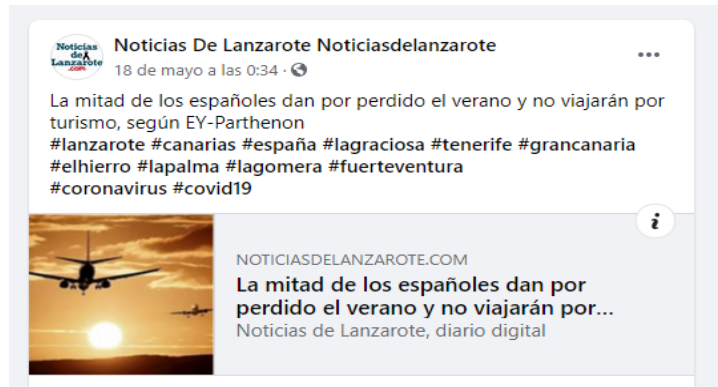 Noticias
de
Lanzarote
.com
Noticias De Lanzarote Noticiasdelanzarote
18 de mayo a las 0:34 ·
La mitad de los españoles dan por perdido el verano y no viajarán por
turismo, según EY-Parthenon
#lanzarote #canarias #españa #lagraciosa #tenerife #grancanaria
#elhierro #lapalma #lagomera #fuerteventura
#coronavirus #covid19
i
NOTICIASDELANZAROTE.COM
La mitad de los españoles dan por
perdido el verano y no viajarán por...
Noticias de Lanzarote, diario digital